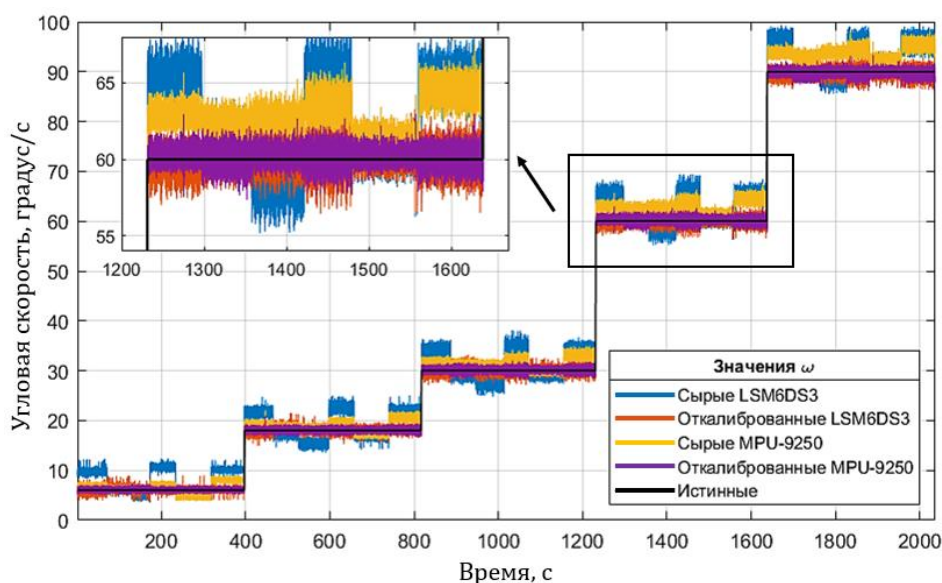 Угловая скорость, градус/с
100
90
80
70
60
50
40
30
20
10
0
65
60
55
1200 1300 1400 1500 1600
Значения ω
Сырые LSM6DS3
Откалиброванные LSM6DS3
Сырые MPU-9250
Откалиброванные MPU-9250
Истинные
200 400 600 800 1000 1200 1400 1600 1800 2000
Время, с